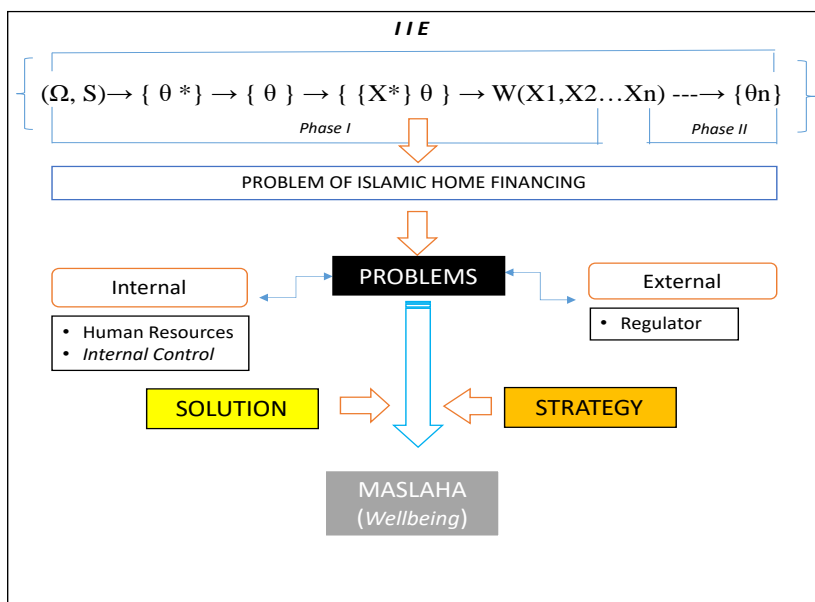 I I E
(Ω, S)→ { θ *} → { θ } → { {X*} θ } → W(X1,X2…Xn) ---→ {θn}
Phase I
Phase II
PROBLEM OF ISLAMIC HOME FINANCING
PROBLEMS
Internal
External
• Human Resources
• Internal Control
• Regulator
SOLUTION
STRATEGY
MASLAHA
(Wellbeing)